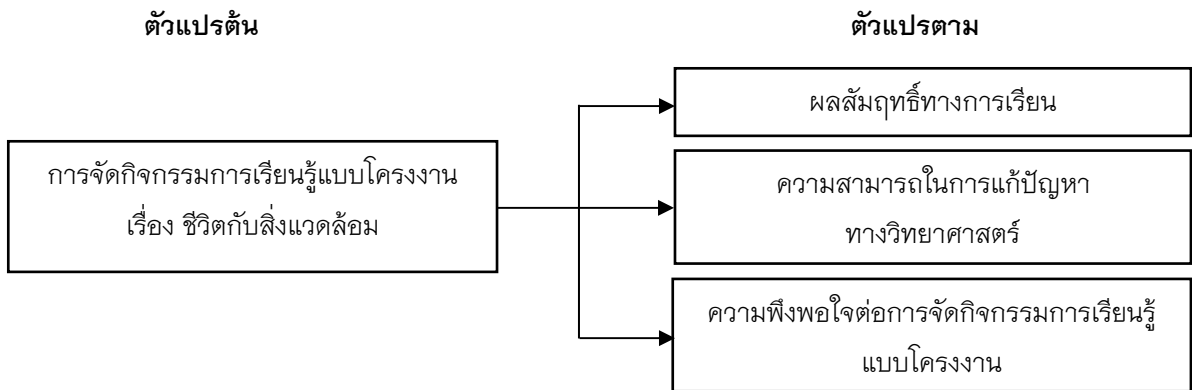 ตัวแปรต้น
ตัวแปรตาม
การจัดกิจกรรมการเรียนรู้แบบโครงงาน
เรื่อง ชีวิตกับสิ่งแวดล้อม
ผลสัมฤทธิ์ทางการเรียน
ความสามารถในการแก้ปัญหา
ทางวิทยาศาสตร์
ความพึงพอใจต่อการจัดกิจกรรมการเรียนรู้
แบบโครงงาน